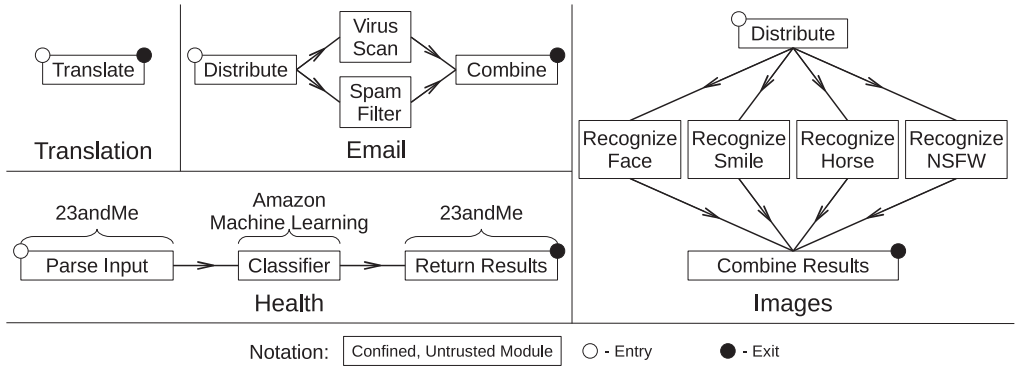 Translate
Translation
Distribute
Virus
Scan
Spam
Filter
Combine
Email
23andMe
Amazon
Machine Learning
23andMe
Parse Input
Classifier
Return Results
Health
Distribute
Recognize
Face
Recognize
Smile
Recognize
Horse
Recognize
NSFW
Combine Results
Images
Notation: Confined, Untrusted Module - Entry - Exit